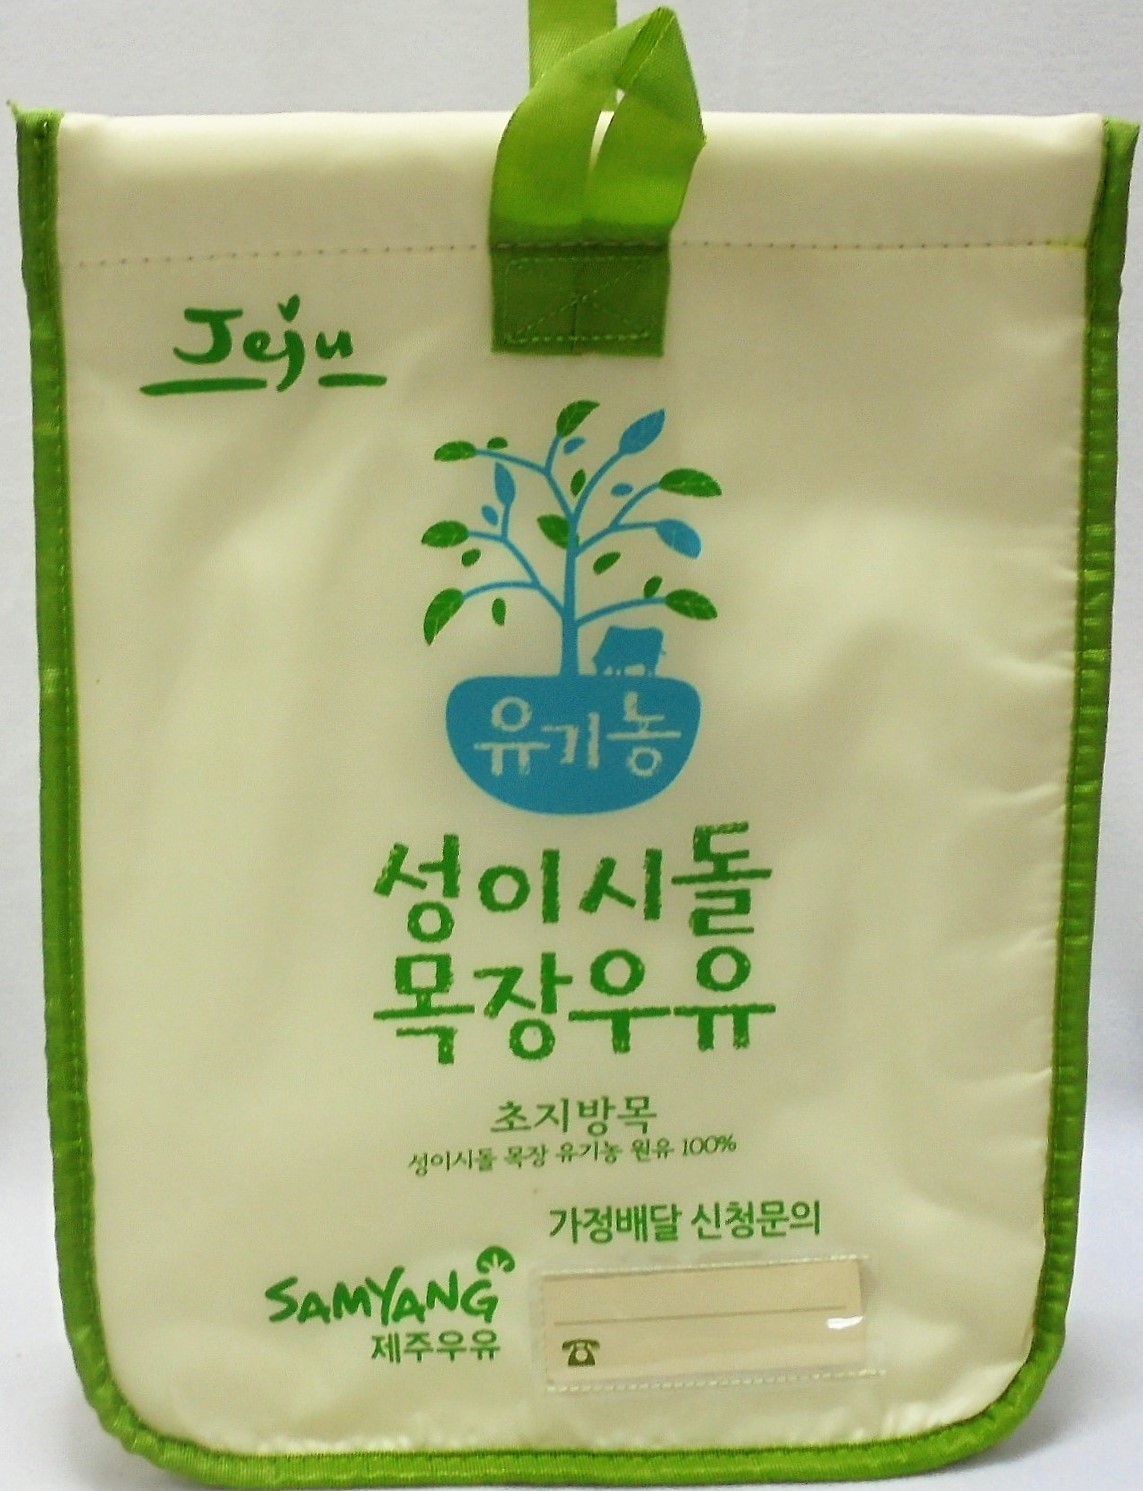 Jeju
유기농
성이시돌
목장우유
초지방목
성이시돌 목장 유기농 원유 100%
가정배달 신청문의
SAMYANG
제주우유